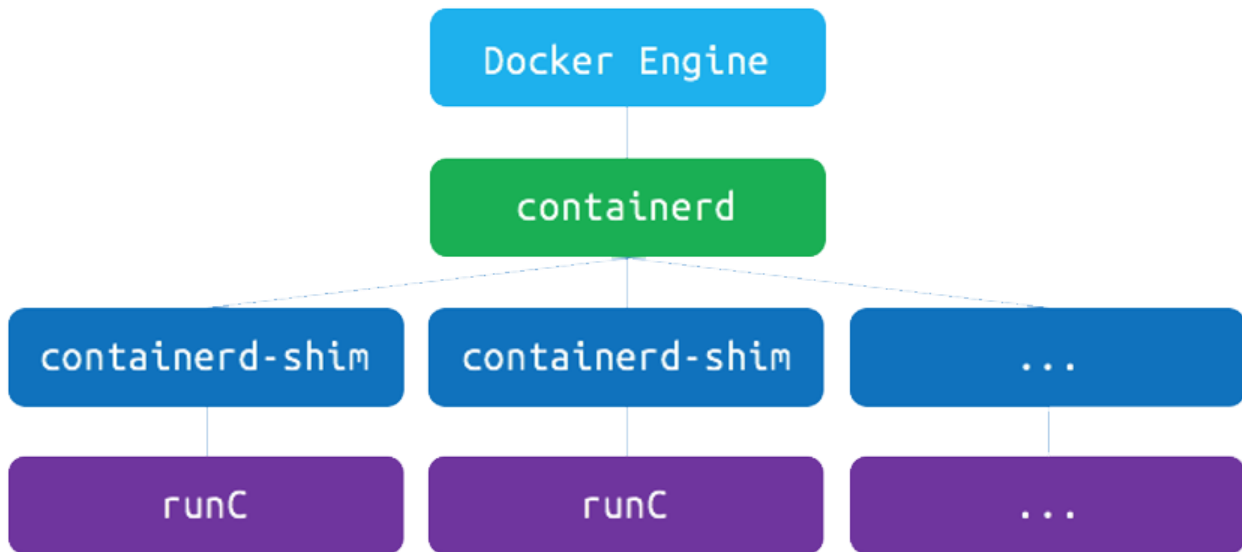 Docker Engine
containerd
containerd-shim
containerd-shim
...
runC
runC
...